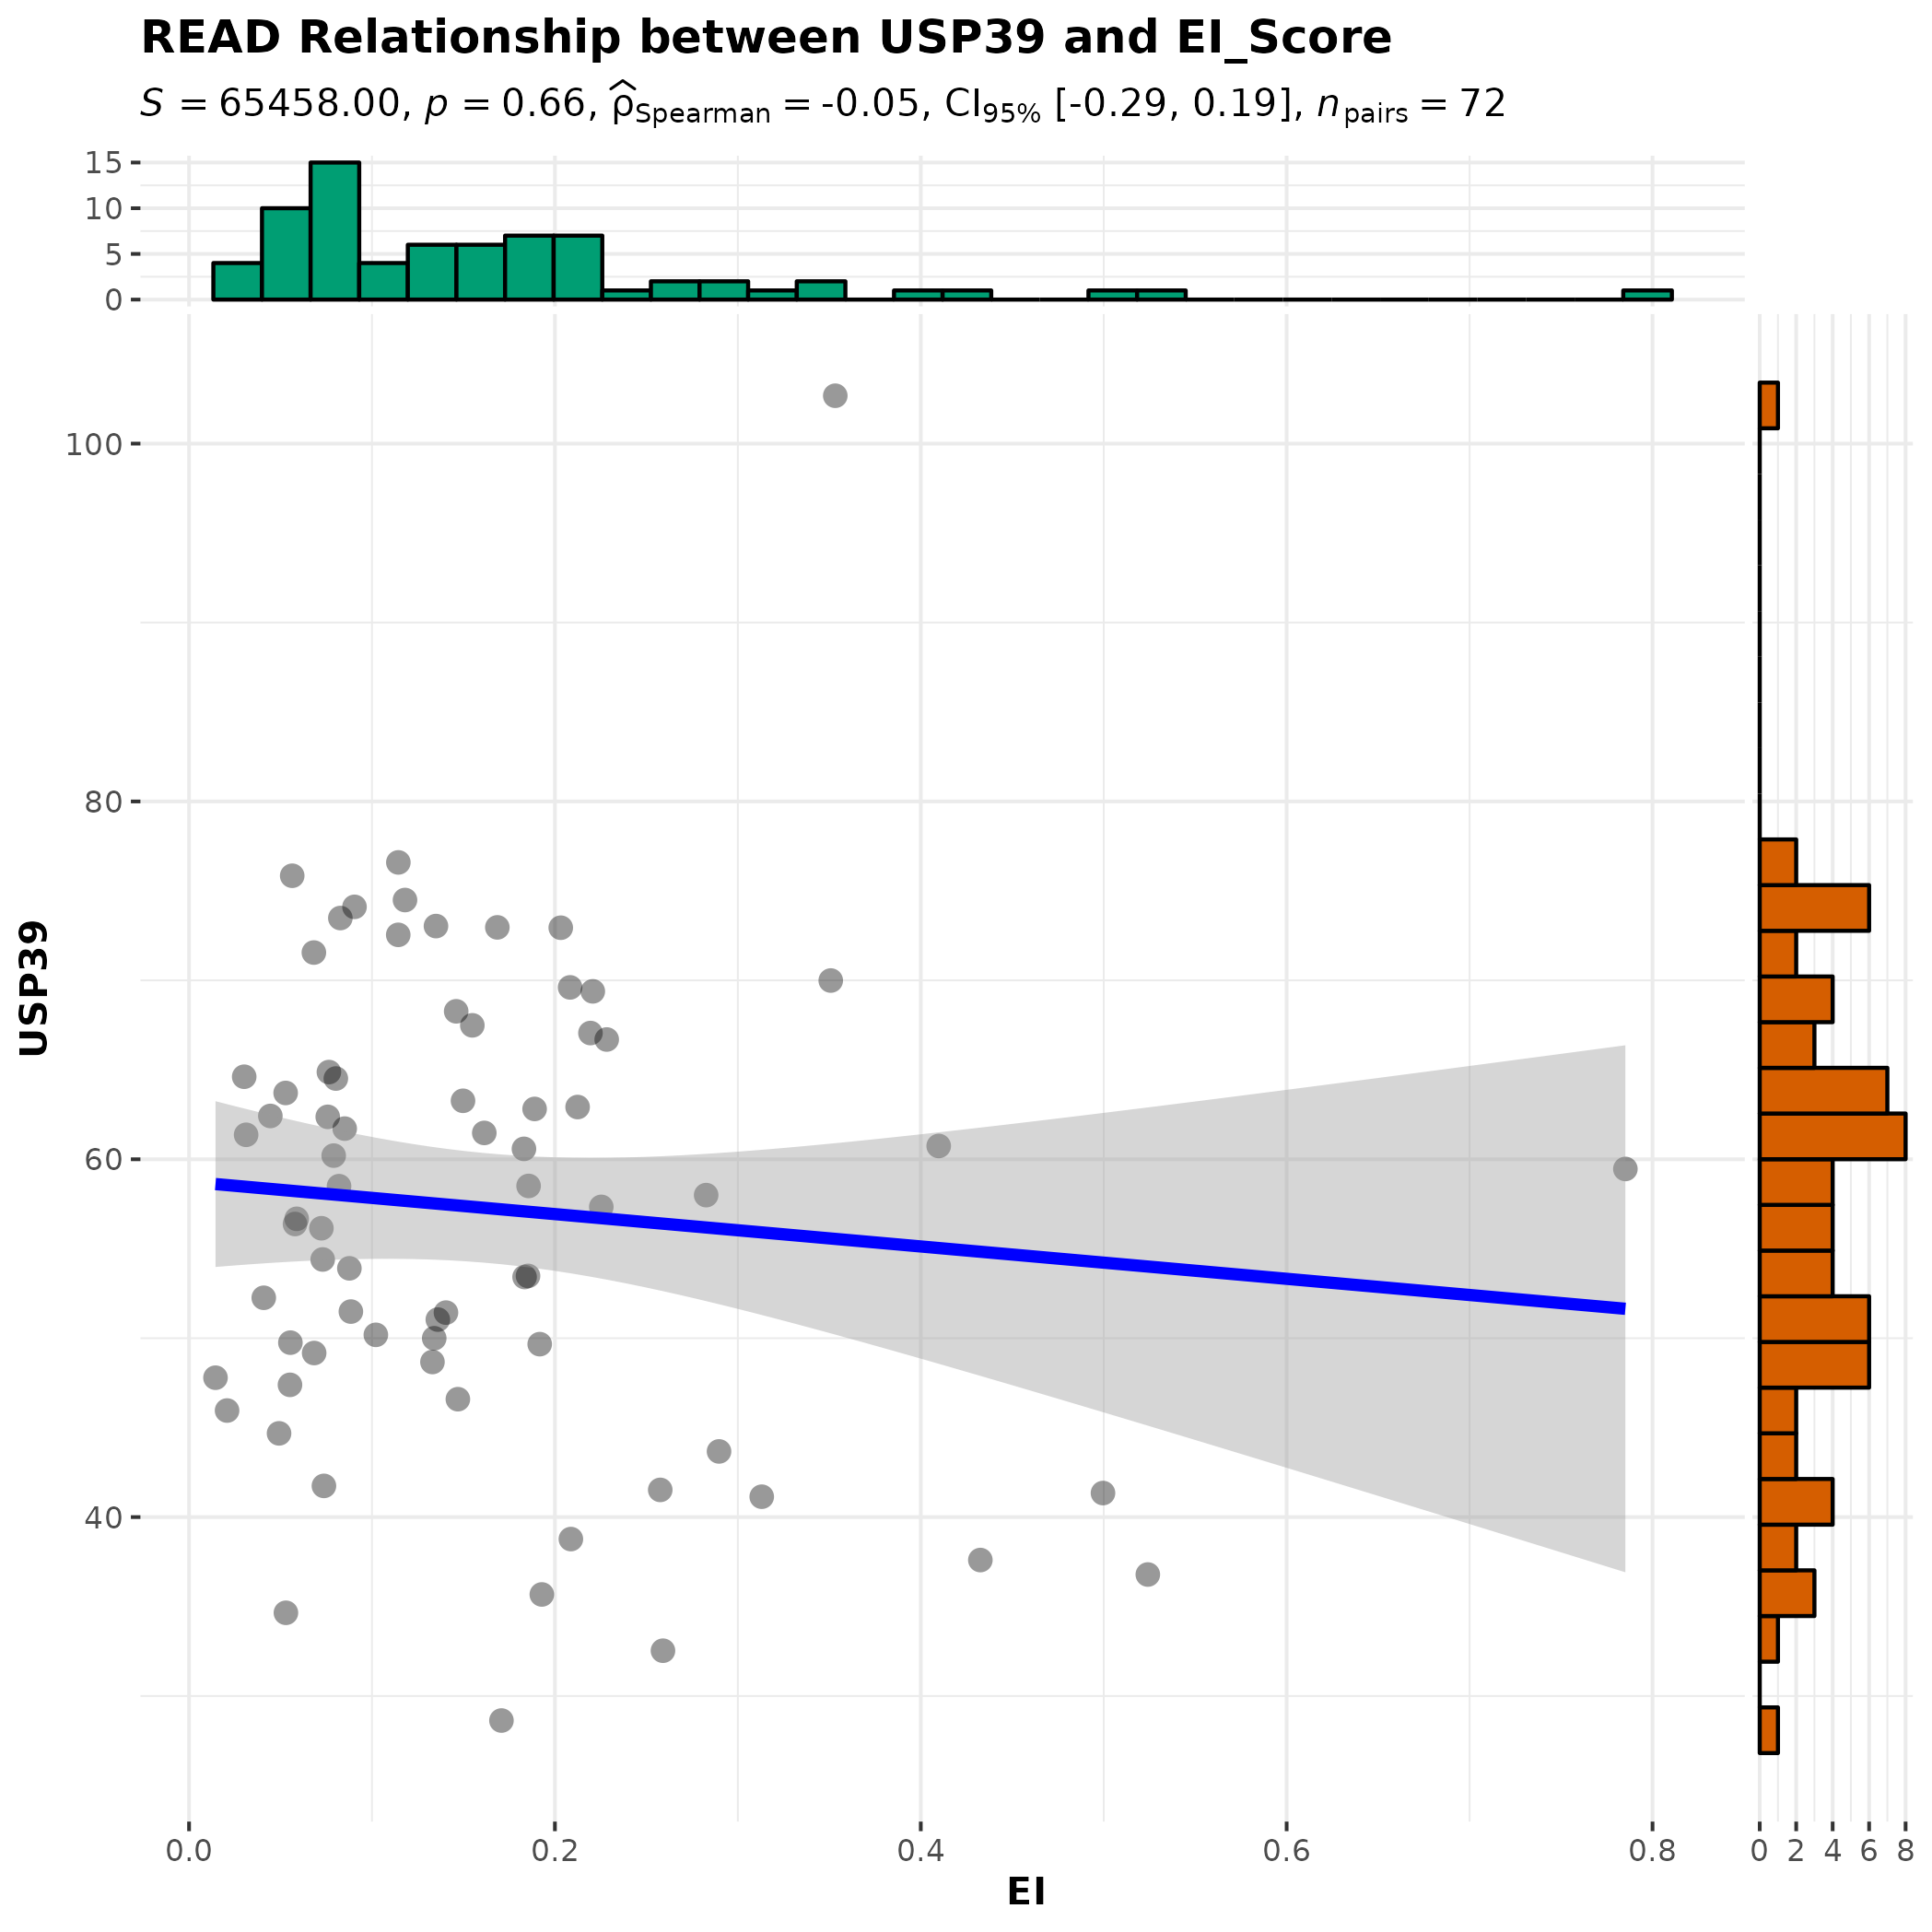 READ Relationship between USP39 and EI_Score
S = 65458.00, p = 0.66, ρ̂Spearman = -0.05, CI95% [-0.29, 0.19], npairs = 72
15
10
5
0
100
80
60
40
USP39
0.0 0.2 0.4 0.6 0.8
0 2 4 6 8
EI